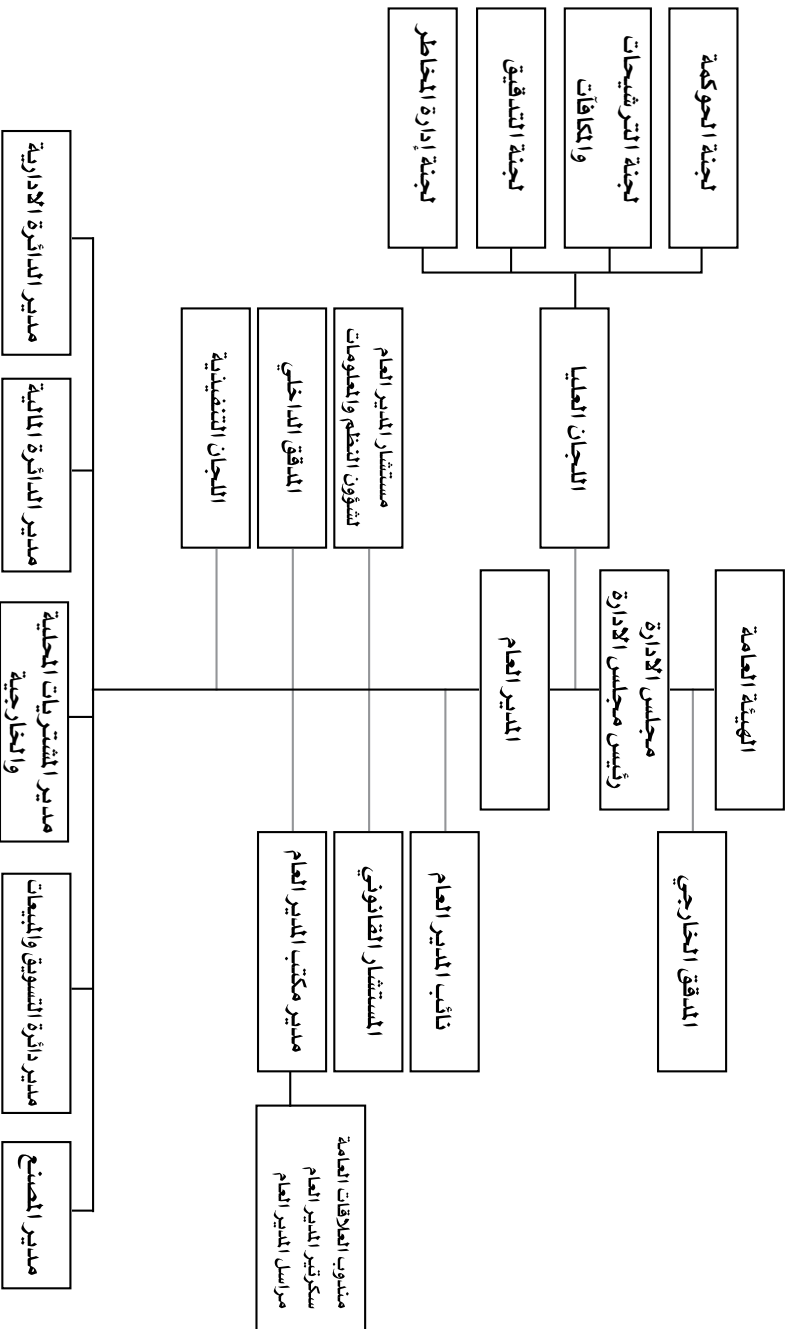 الهيئة العامة
المدقق الخارجي
مجلس الادارة
رئيس مجلس الادارة
اللجان العليا
لجنة الحوكمة
لجنة الترشيحات
والمكافآت
لجنة التدقيق
لجنة إدارة المخاطر
المدير العام
نائب المدير العام
مستشار المدير العام
لشؤون النظم والمعلومات
المستشار القانوني
المدقق الداخلي
مدير مكتب المدير العام
مندوب العلاقات العامة
سكرتير المدير العام
مراسل المدير العام
اللجان التنفيذية
مدير الدائرة الادارية
مدير الدائرة المالية
مدير المشتريات المحلية
والخارجية
مدير دائرة التسويق والمبيعات
مدير المصنع